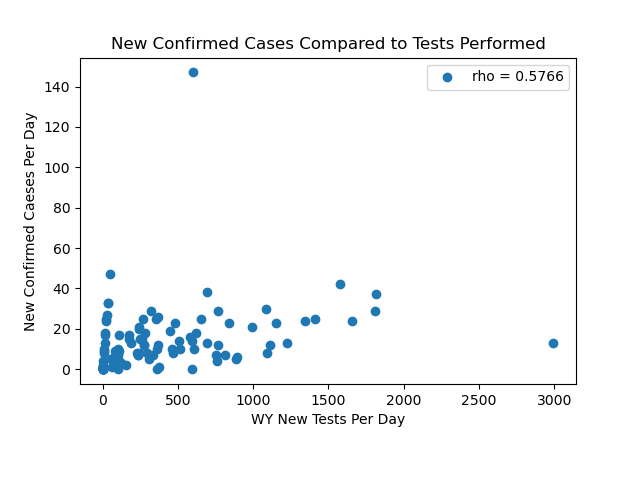 New Confirmed Cases Compared to Tests Performed
rho = 0.5766
New Confirmed Caeses Per Day
140
120
100
80
60
40
20
0
0 500 1000 1500 2000 2500 3000
WY New Tests Per Day